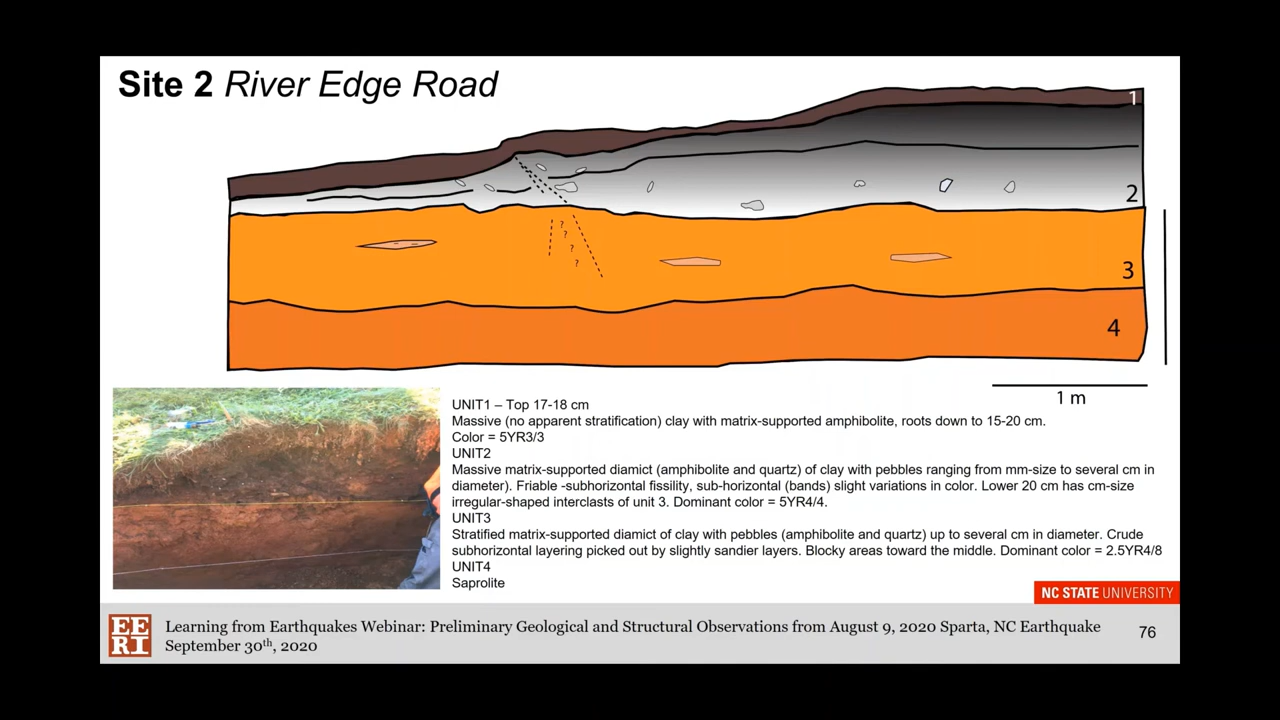 Site 2 River Edge Road
1
2
3
4
?
?
?
?
1 m
UNIT1 – Top 17-18 cm
Massive (no apparent stratification) clay with matrix-supported amphibolite, roots down to 15-20 cm.
Color = 5YR3/3
UNIT2
Massive matrix-supported diamict (amphibolite and quartz) of clay with pebbles ranging from mm-size to several cm in
diameter). Friable -subhorizontal fissility, sub-horizontal (bands) slight variations in color. Lower 20 cm has cm-size
irregular-shaped interclasts of unit 3. Dominant color = 5YR4/4.
UNIT3
Stratified matrix-supported diamict of clay with pebbles (amphibolite and quartz) up to several cm in diameter. Crude
subhorizontal layering picked out by slightly sandier layers. Blocky areas toward the middle. Dominant color = 2.5YR4/8
UNIT4
Saprolite
NC STATE UNIVERSITY
EE
RI
Learning from Earthquakes Webinar: Preliminary Geological and Structural Observations from August 9, 2020 Sparta, NC Earthquake
September 30th, 2020
76